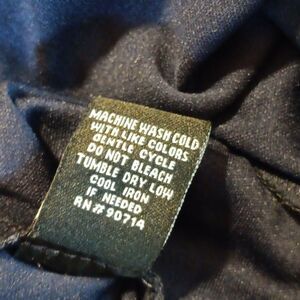 MACHINE WASH COLD
WITH LIKE COLORS
GENTLE CYCLE
DO NOT BLEACH
TUMBLE DRY LOW
COOL IRON
IF NEEDED
RN# 90714